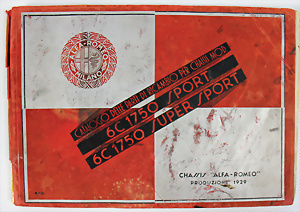 ALFA-ROMEO
MILANO
CATALOGO DELLE PARTI DI RICAMBIO PER CHASSIS MOD.
6C 1750 SPORT
6C 1750 SUPER SPORT
CHASSIS "ALFA-ROMEO"
PRODUZIONE 1929